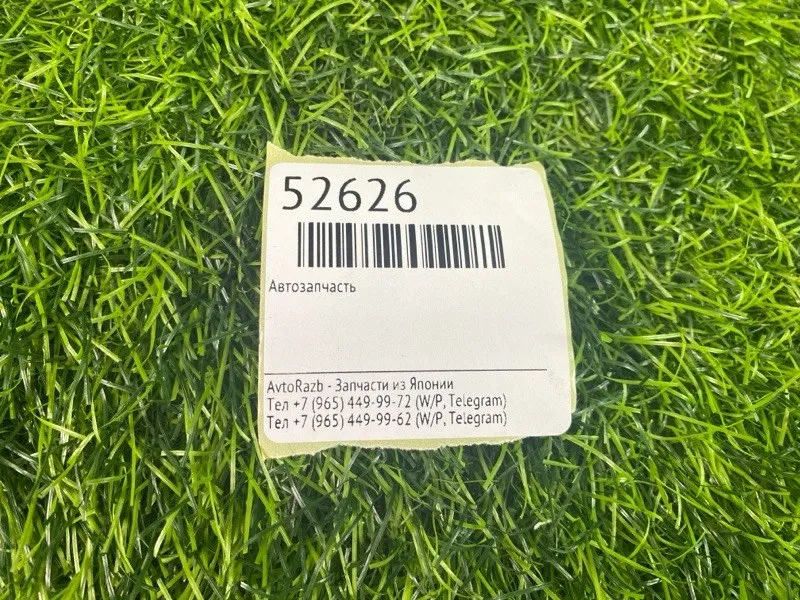 52626
Автозапчасть
AvtoRazb - Запчасти из Японии
Тел +7 (965) 449-99-72 (W/P, Telegram)
Тел +7 (965) 449-99-62 (W/P, Telegram)